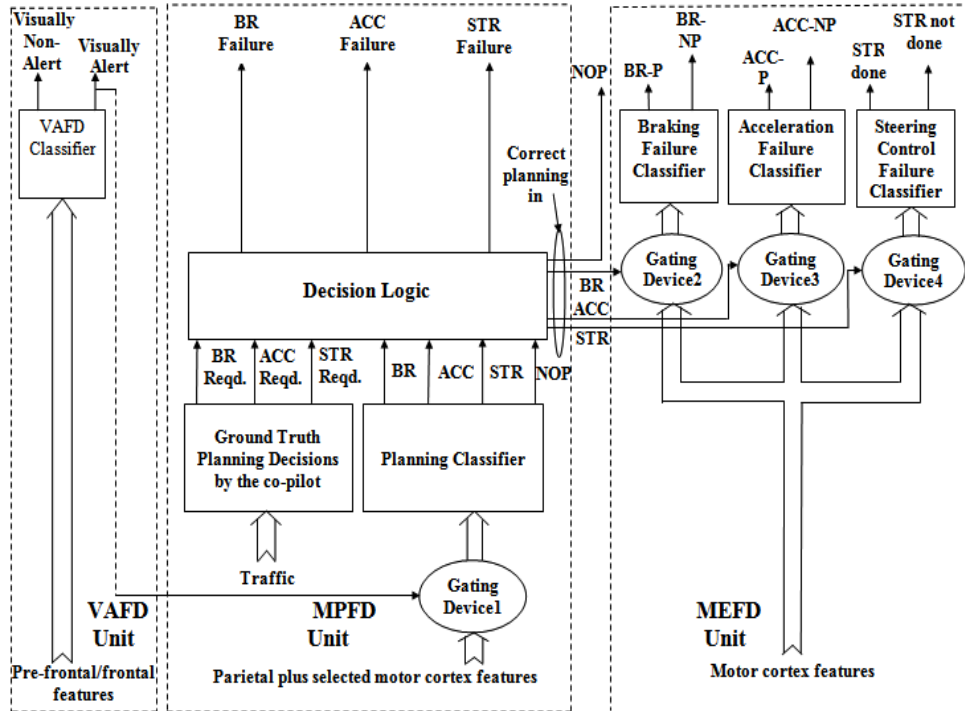 Visually
Non-
Alert
Visually
Alert
VAFD
Classifier
VAFD
Unit
Pre-frontal/frontal
features
BR
Failure
ACC
Failure
STR
Failure
NOP
Correct
planning
in
Decision Logic
BR
ACC
STR
BR
Reqd.
ACC
Reqd.
STR
Reqd.
BR
ACC
STR
NOP
Ground Truth
Planning Decisions
by the co-pilot
Planning Classifier
Traffic
Gating
Device1
MPFD
Unit
Parietal plus selected motor cortex features
BR-P
BR-
NP
ACC-
P
ACC-NP
STR
done
STR not
done
Braking
Failure
Classifier
Acceleration
Failure
Classifier
Steering
Control
Failure
Classifier
Gating
Device2
Gating
Device3
Gating
Device4
MEFD
Unit
Motor cortex features